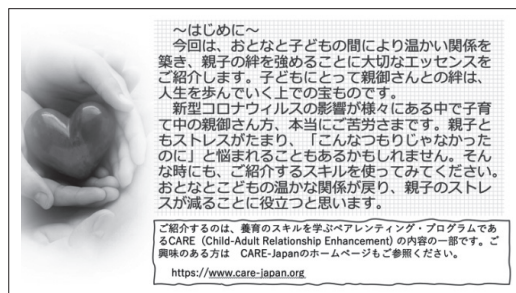 ～はじめに～
今回は、おとなと子どもの間により温かい関係を
築き、親子の絆を強めることに大切なエッセンスを
ご紹介します。子どもにとって親御さんとの絆は、
人生を歩んでいく上での宝ものです。
新型コロナウィルスの影響が様々にある中で子育
て中の親御さん方、本当にご苦労さまです。親子と
もストレスがたまり、「こんなつもりじゃなかった
のに」と悩まれることもあるかもしれません。そん
な時にも、ご紹介するスキルを使ってみてください。
おとなとこどもの温かな関係が戻り、親子のストレ
スが減ることに役立つと思います。
ご紹介するのは、養育のスキルを学ぶペアレンティング・プログラムであ
るCARE（Child-Adult Relationship Enhancement) の内容の一部です。ご
興味のある方は　CARE-Japanのホームページもご参照ください。
https://www.care-japan.org